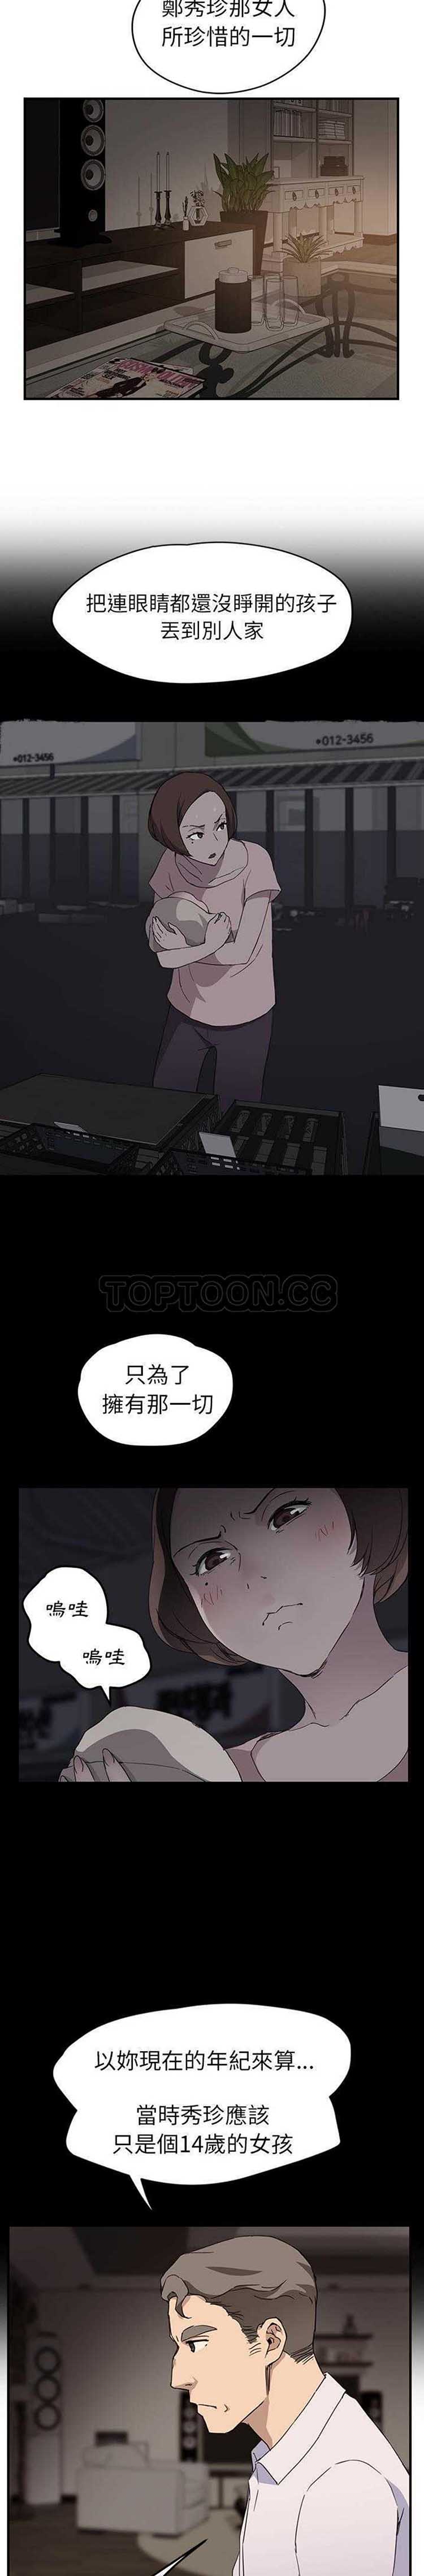 鄭秀珍那女人
所珍惜的一切
把連眼睛都還沒睜開的孩子
丟到別人家
+012-3456
+012-3456
TOPTOON.CC
只為了
擁有那一切
嗚哇
嗚哇
以妳現在的年紀來算...
當時秀珍應該
只是個14歲的女孩